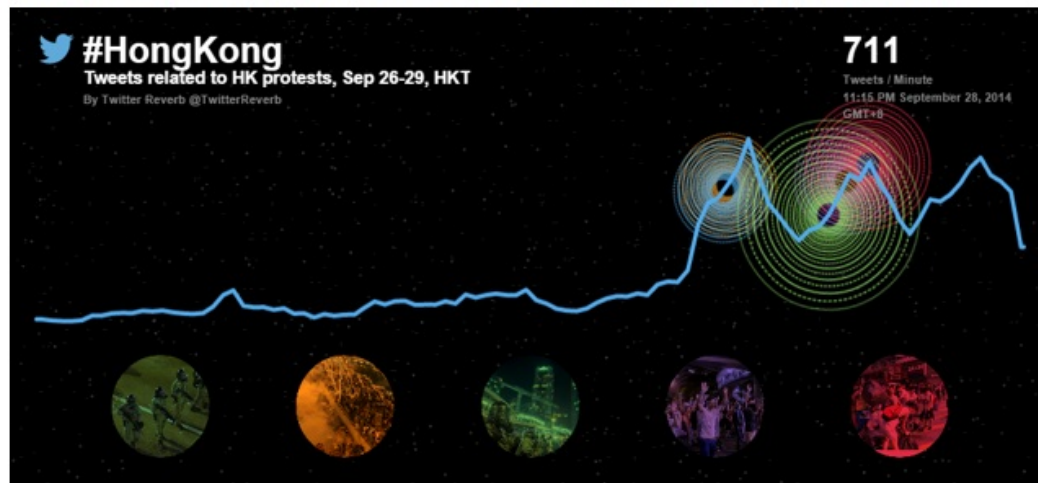 #HongKong
Tweets related to HK protests, Sep 26-29, HKT
By Twitter Reverb @TwitterReverb
711
Tweets / Minute
11:15 PM September 28, 2014
GMT+8